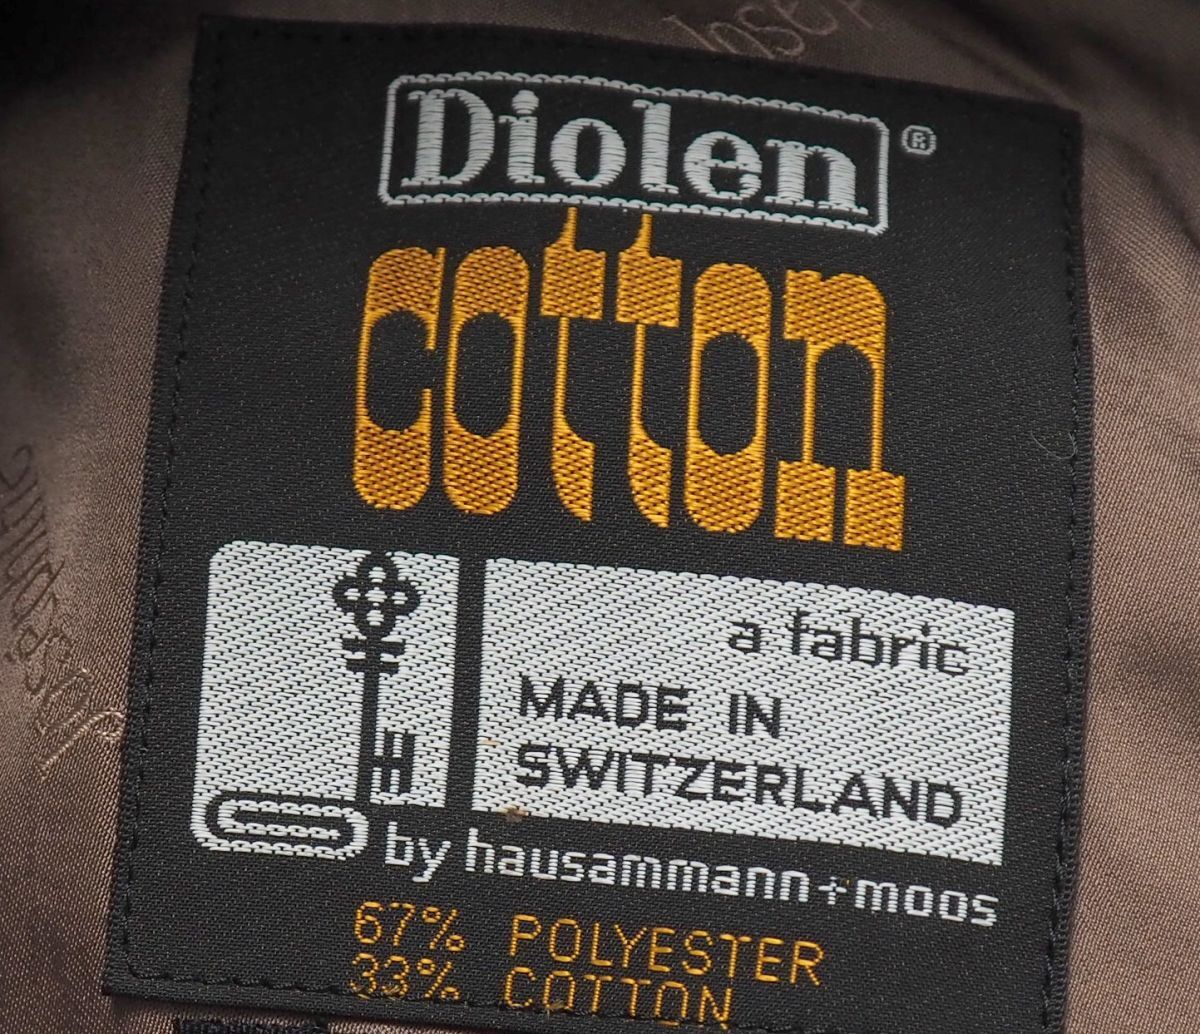 Diolen®
cotton
a fabric
MADE IN
SWITZERLAND
by hausammann+moos
67% POLYESTER
33% COTTON